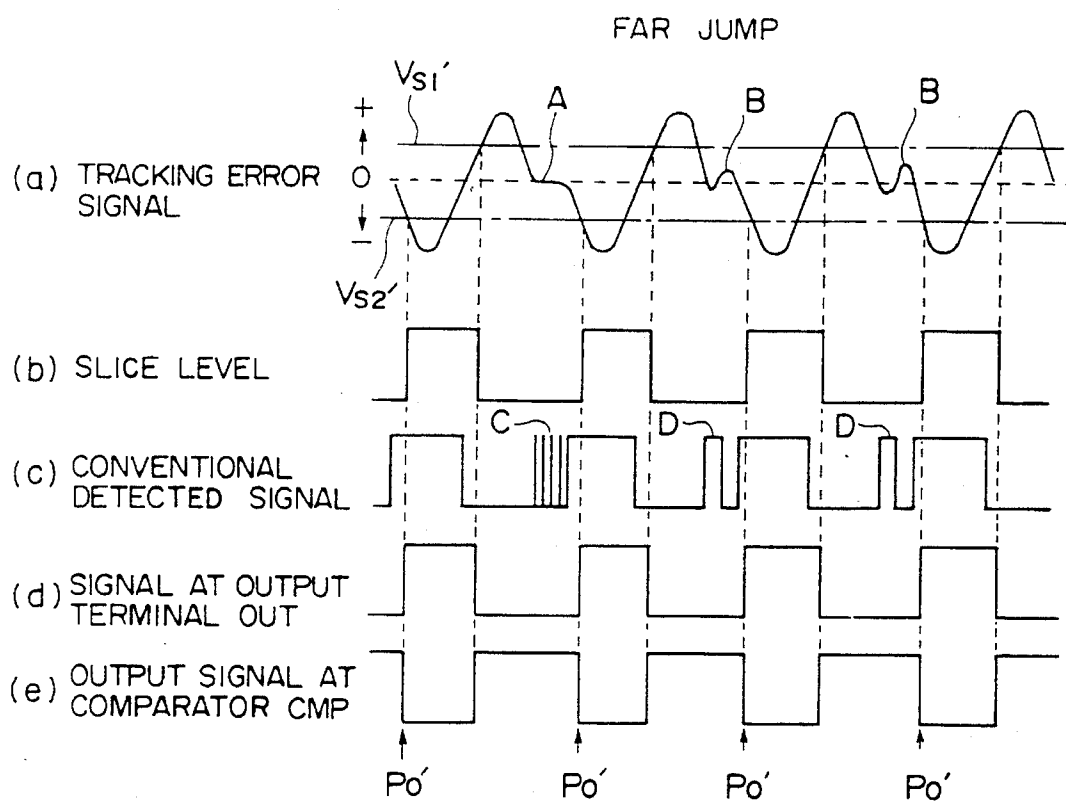 FAR JUMP
VS1'
+
A
B
B
(a) TRACKING ERROR
SIGNAL
0
−
VS2'
(b) SLICE LEVEL
C
D
D
(c) CONVENTIONAL
DETECTED SIGNAL
(d) SIGNAL AT OUTPUT
TERMINAL OUT
(e) OUTPUT SIGNAL AT
COMPARATOR CMP
Po' Po' Po' Po'